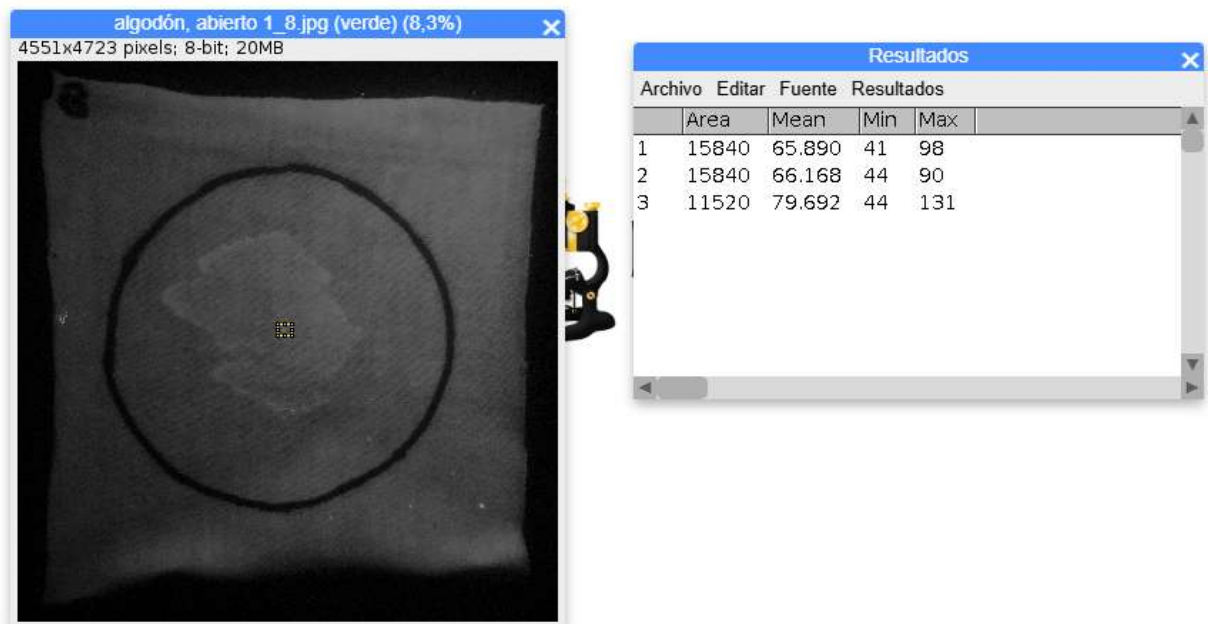 algodón, abierto 1_8.jpg (verde) (8,3%)
4551x4723 pixels; 8-bit; 20MB
Resultados
Archivo Editar Fuente Resultados
Area Mean Min Max
1 15840 65.890 41 98
2 15840 66.168 44 90
3 11520 79.692 44 131